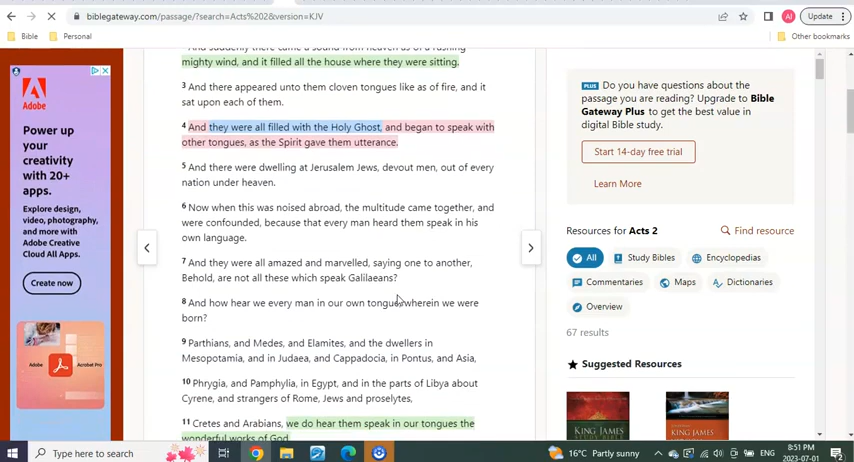 biblegateway.com/passage/?search=Acts%202&version=KJV
AI
Update
Bible
Personal
Other bookmarks
And suddenly there came a sound from heaven as of a rushing
mighty wind, and it filled all the house where they were sitting.
3 And there appeared unto them cloven tongues like as of fire, and it
sat upon each of them.
4 And they were all filled with the Holy Ghost, and began to speak with
other tongues, as the Spirit gave them utterance.
5 And there were dwelling at Jerusalem Jews, devout men, out of every
nation under heaven.
6 Now when this was noised abroad, the multitude came together, and
were confounded, because that every man heard them speak in his
own language.
7 And they were all amazed and marvelled, saying one to another,
Behold, are not all these which speak Galilaeans?
8 And how hear we every man in our own tongue, wherein we were
born?
9 Parthians, and Medes, and Elamites, and the dwellers in
Mesopotamia, and in Judaea, and Cappadocia, in Pontus, and Asia,
10 Phrygia, and Pamphylia, in Egypt, and in the parts of Libya about
Cyrene, and strangers of Rome, Jews and proselytes,
11 Cretes and Arabians, we do hear them speak in our tongues the
wonderful works of God.
Adobe
Power up
your
creativity
with 20+
apps.
Explore design,
video, photography,
and more with
Adobe Creative
Cloud All Apps.
Create now
Adobe
Acrobat Pro
PLUS Do you have questions about the
passage you are reading? Upgrade to Bible
Gateway Plus to get the best value in
digital Bible study.
Start 14-day free trial
Learn More
Resources for Acts 2
Find resource
All
Study Bibles
Encyclopedias
Commentaries
Maps
Dictionaries
Overview
67 results
Suggested Resources
KING JAMES
STUDY BIBLE
KING JAMES
Type here to search
16°C Partly sunny
ENG
8:51 PM
2023-07-01